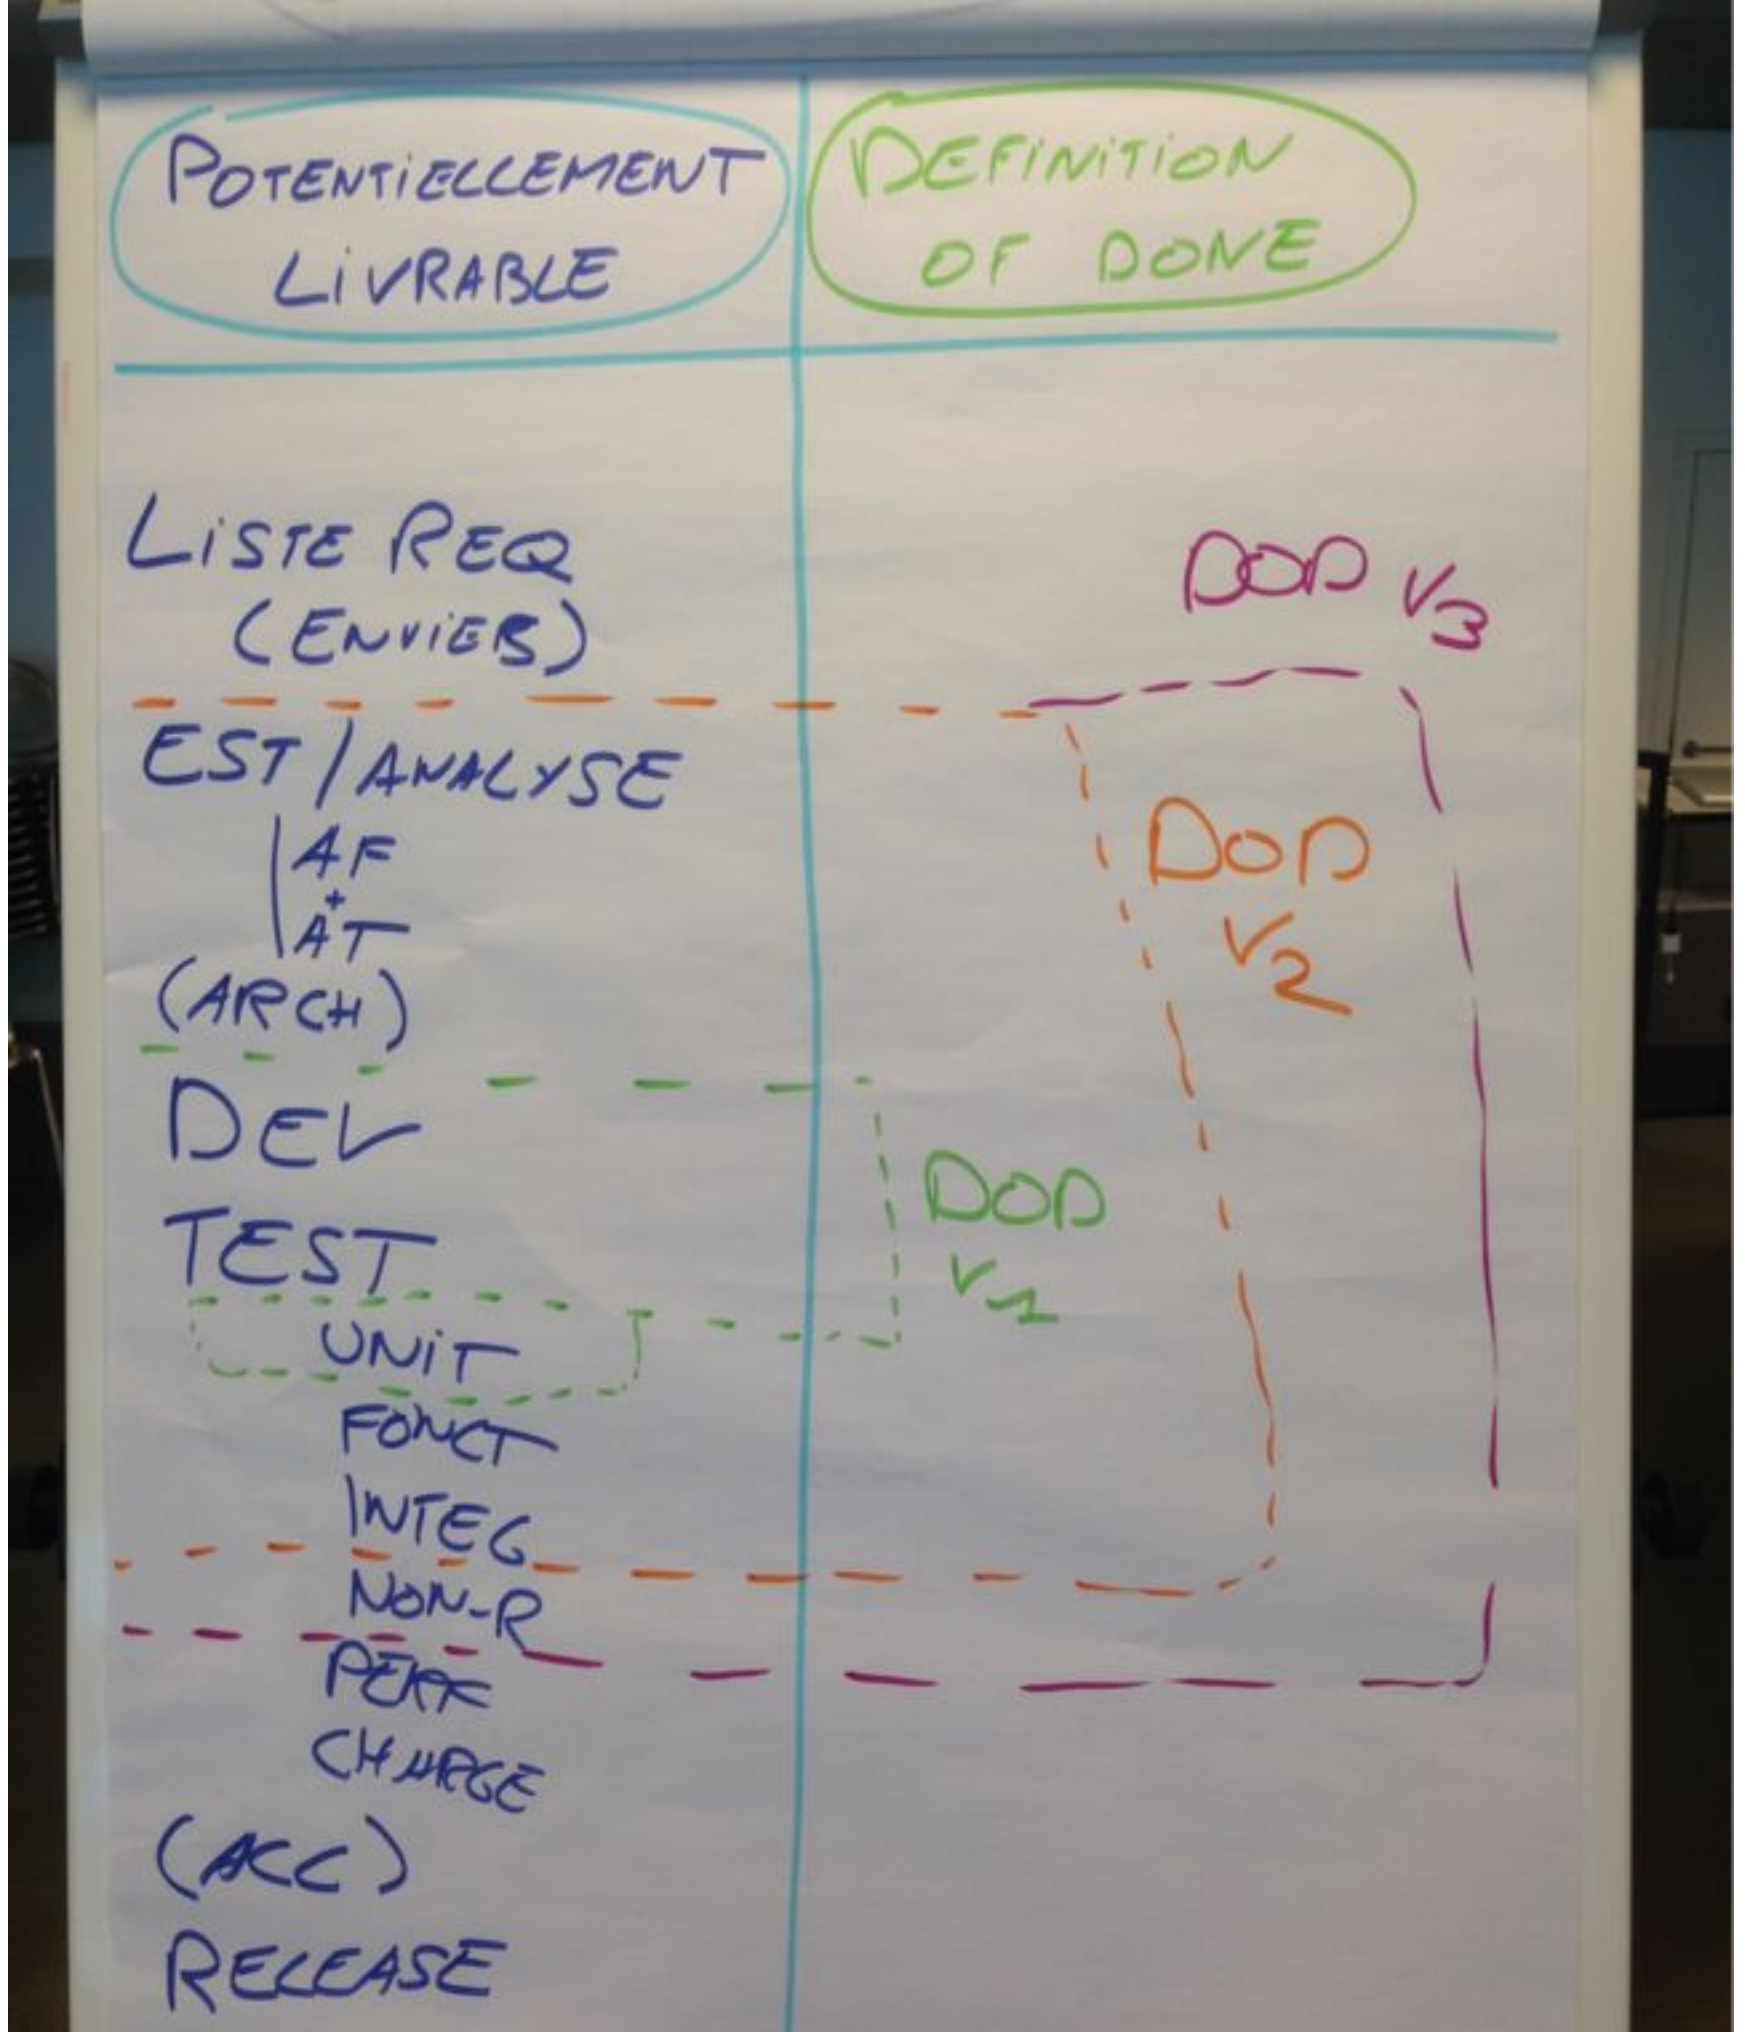 POTENTIELLEMENT
LIVRABLE
DEFINITION
OF DONE
LISTE REQ
(ENVIES)
EST / ANALYSE
AF
+
AT
(ARCH)
DEV
TEST
UNIT
FONCT
INTEG
NON-R
PERF
CHARGE
(ACC)
RELEASE
DOD V3
DOD
V2
DOD
V1